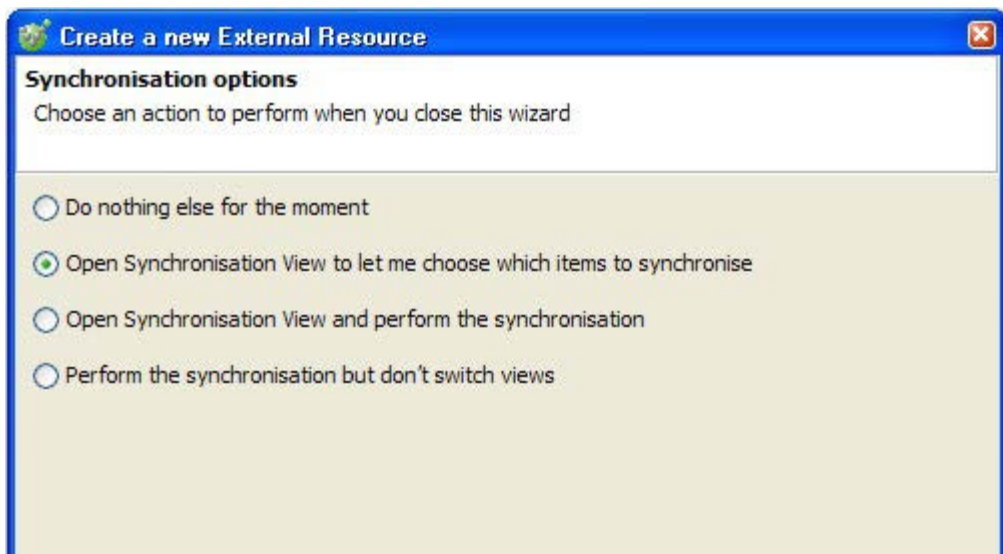 Create a new External Resource
Synchronisation options
Choose an action to perform when you close this wizard
Do nothing else for the moment
Open Synchronisation View to let me choose which items to synchronise
Open Synchronisation View and perform the synchronisation
Perform the synchronisation but don't switch views